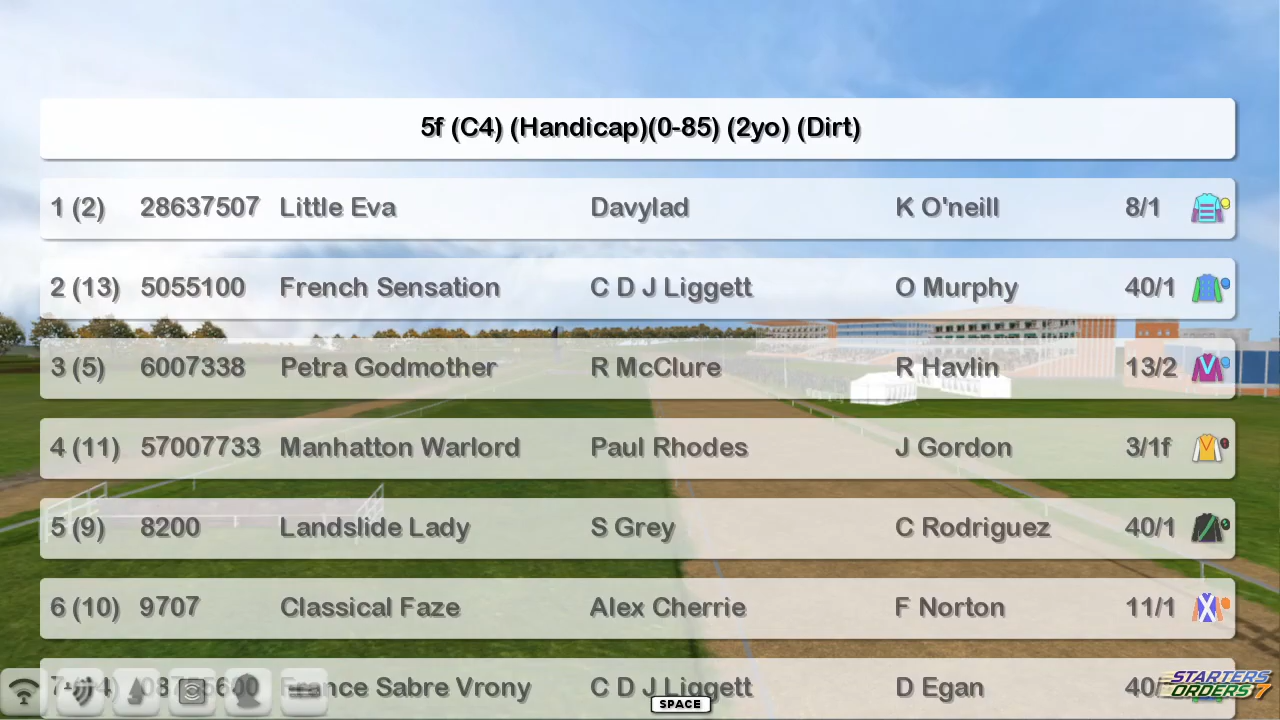 5f (C4) (Handicap)(0-85) (2yo) (Dirt)
1 (2) 28637507 Little Eva Davylad K O'neill 8/1
2 (13) 5055100 French Sensation C D J Liggett O Murphy 40/1
3 (5) 6007338 Petra Godmother R McClure R Havlin 13/2
4 (11) 57007733 Manhatton Warlord Paul Rhodes J Gordon 3/1f
5 (9) 8200 Landslide Lady S Grey C Rodriguez 40/1
6 (10) 9707 Classical Faze Alex Cherrie F Norton 11/1
France Sabre Vrony C D J Liggett D Egan
SPACE
STARTERS
ORDERS 7